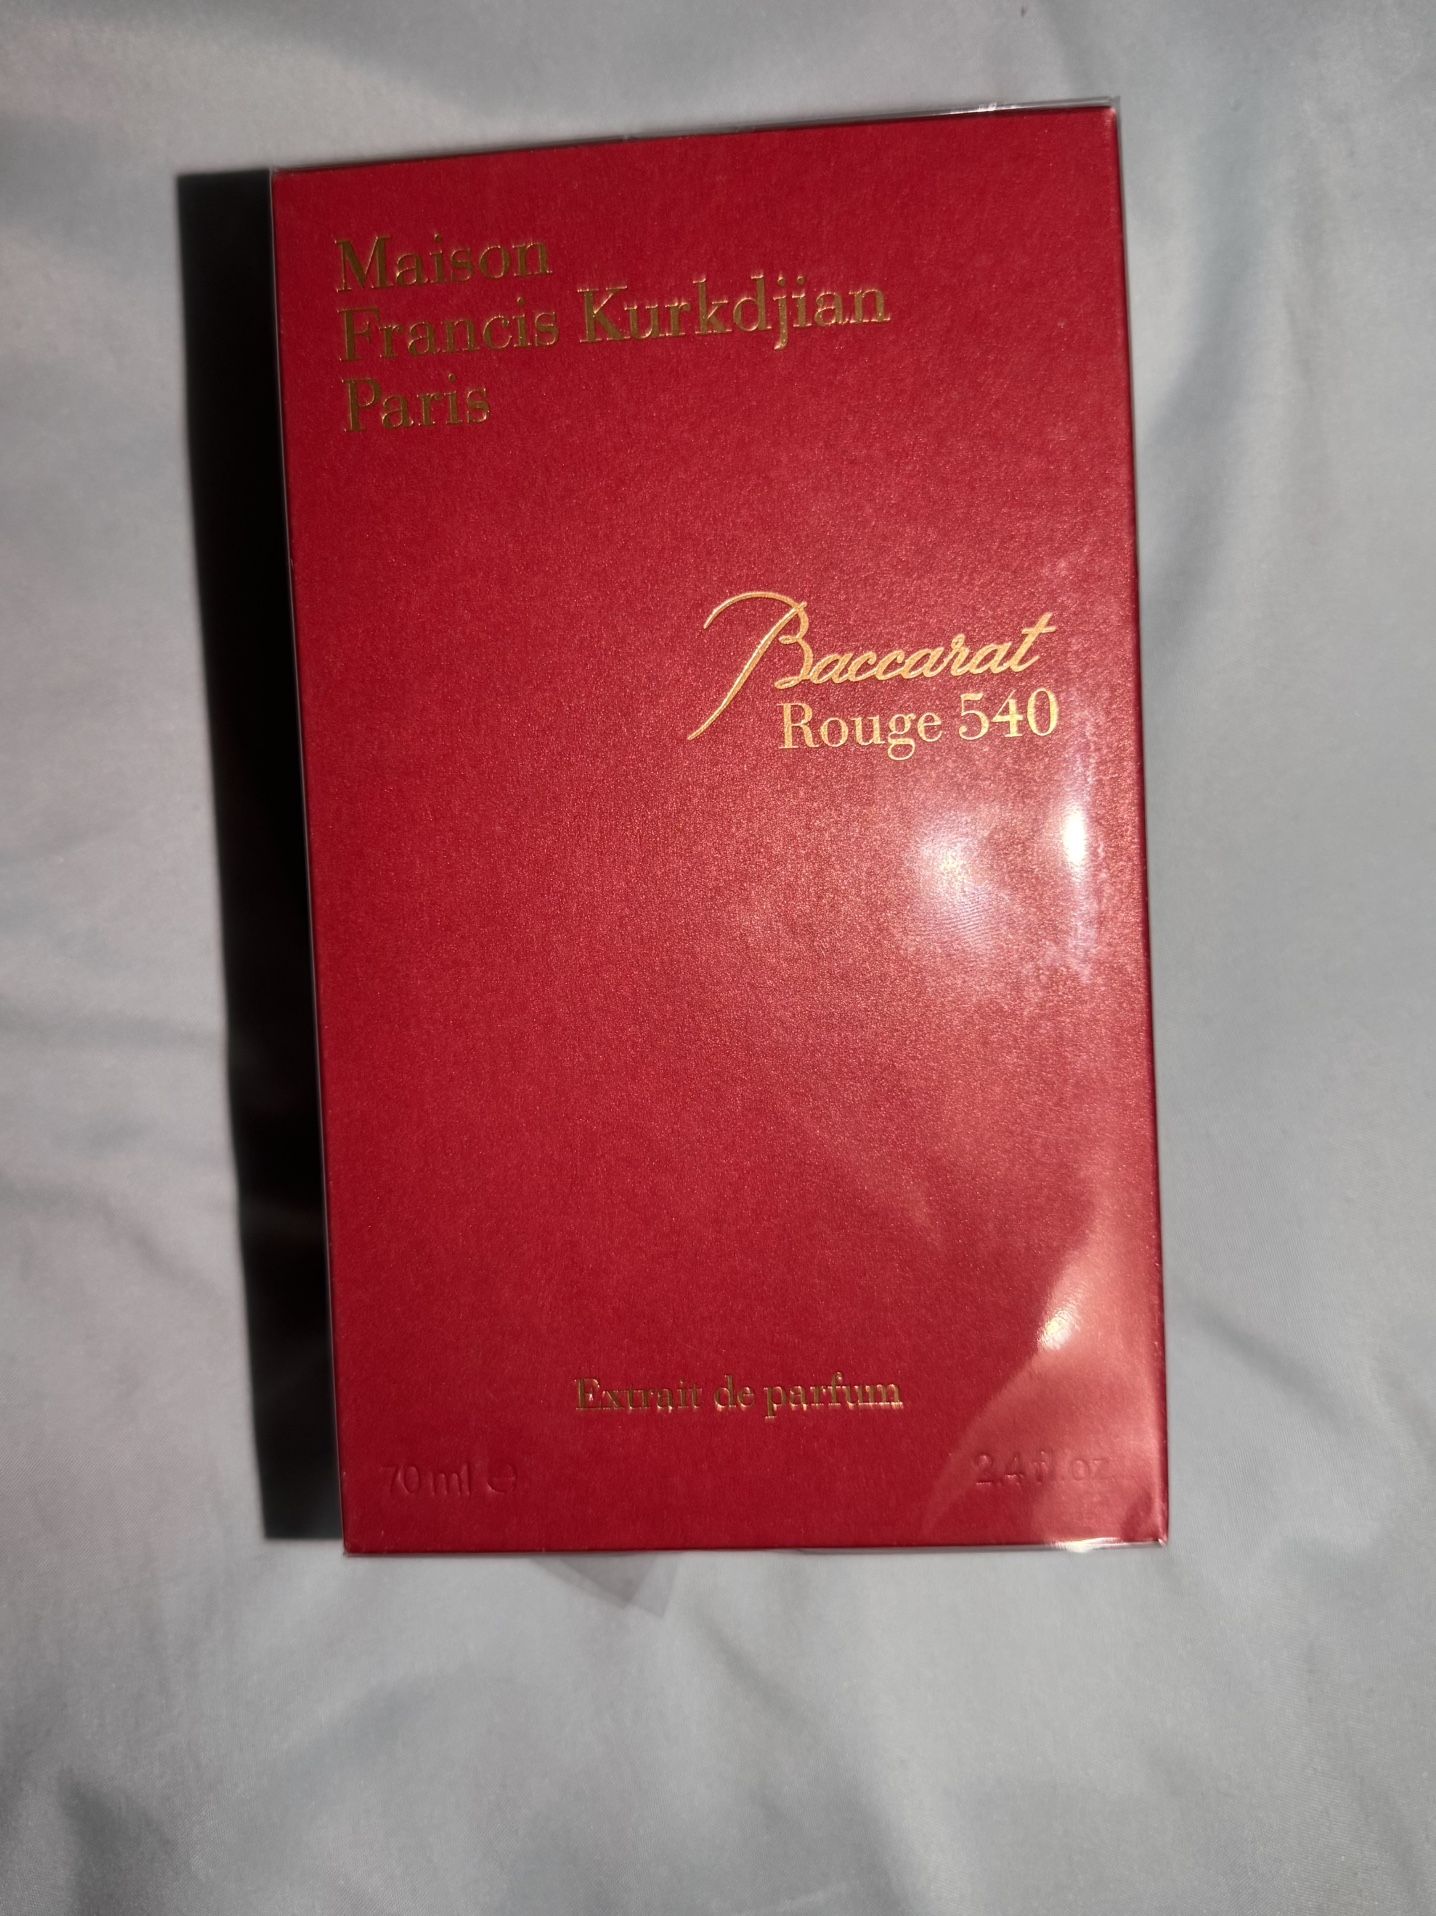 Maison
Francis Kurkdjian
Paris
Baccarat
Rouge 540
Extrait de parfum
70 ml ℮ 2.4 fl.oz